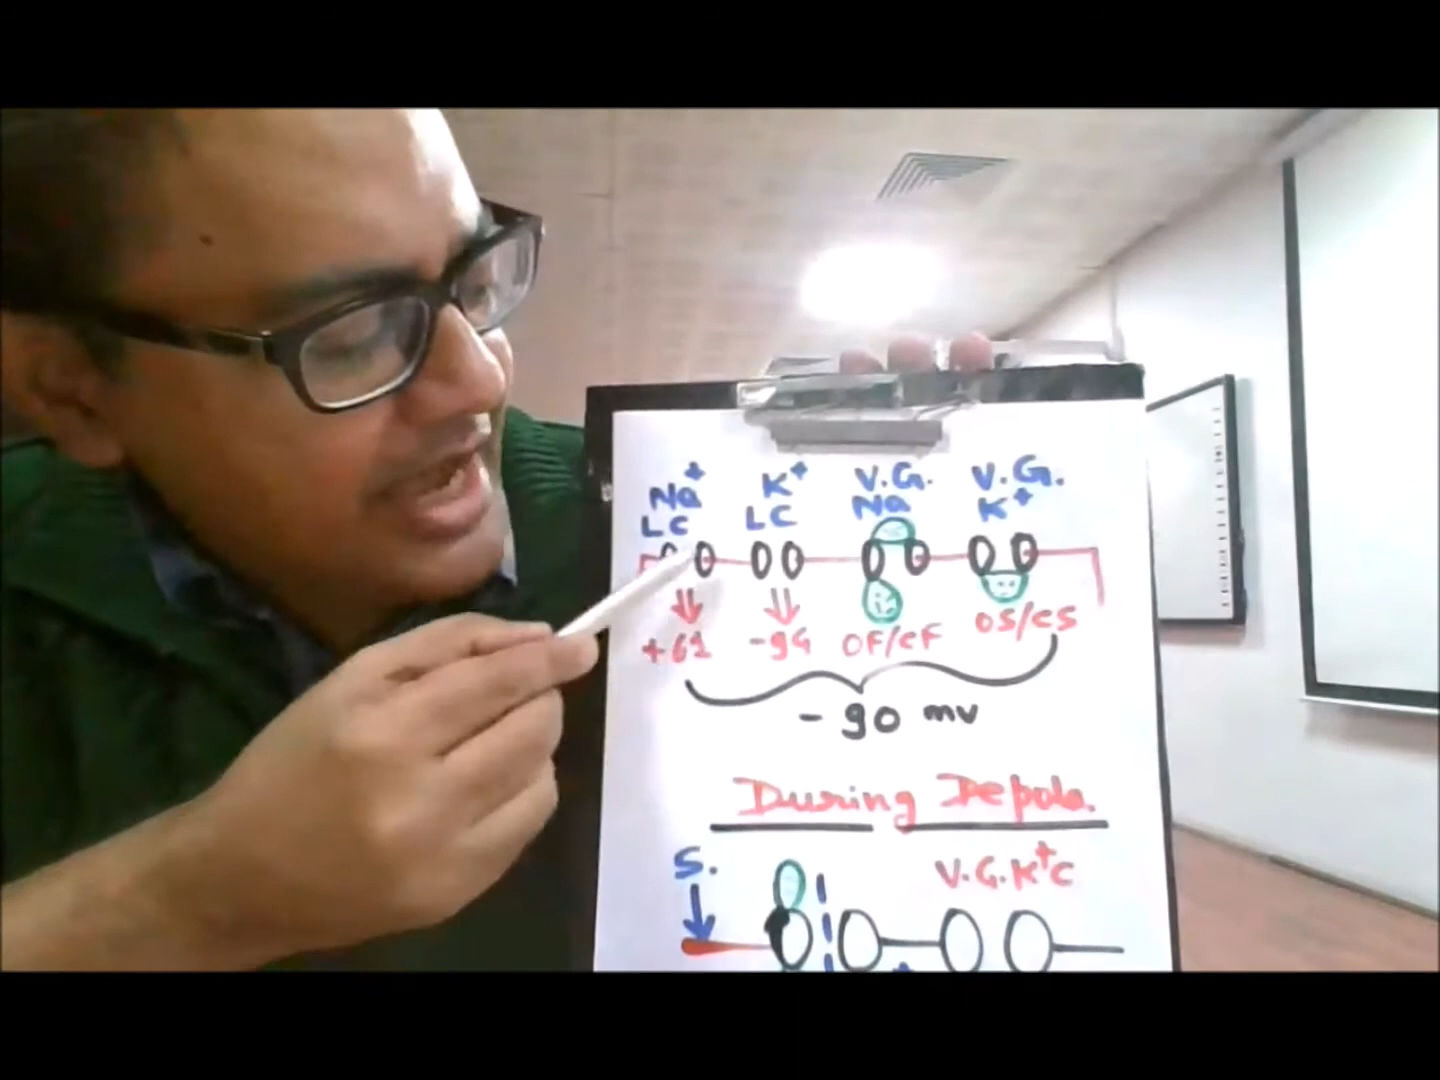 Na+ K+ V.G. V.G.
LC LC Na K+
+61 -94 OF/CF OS/CS
- 90 mv
During Depola.
S. V.G.K+C